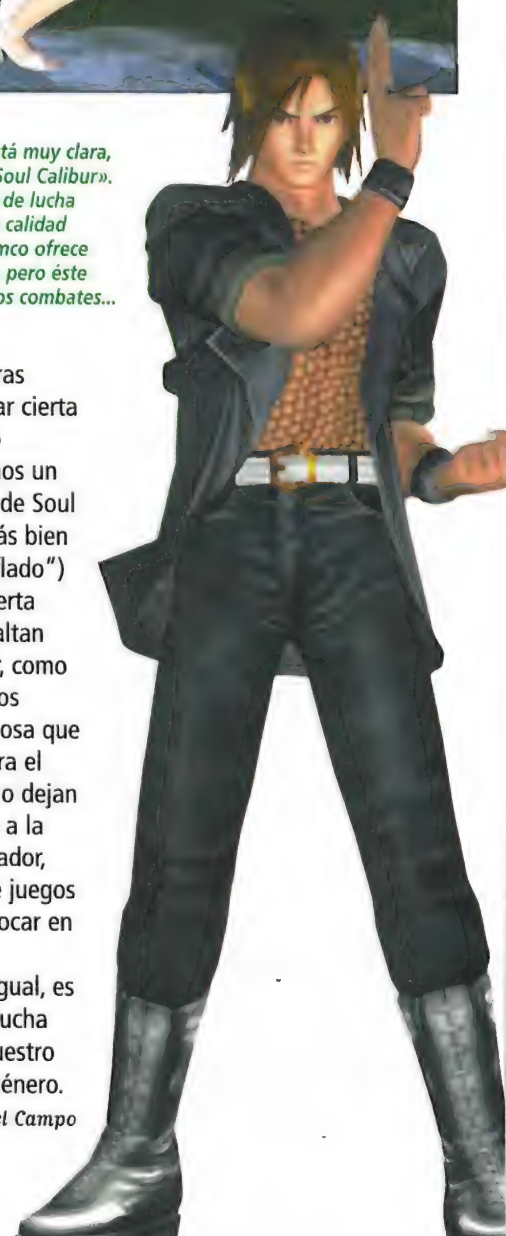 tá muy clara,
Soul Calibur».
de lucha
calidad
mco ofrece
pero éste
os combates...
ras
ar cierta
nos un
de Soul
ás bien
lado")
erta
altan
, como
os
osa que
ra el
o dejan
a la
ador,
e juegos
ocar en
gual, es
ucha
uestro
énero.
el Campo